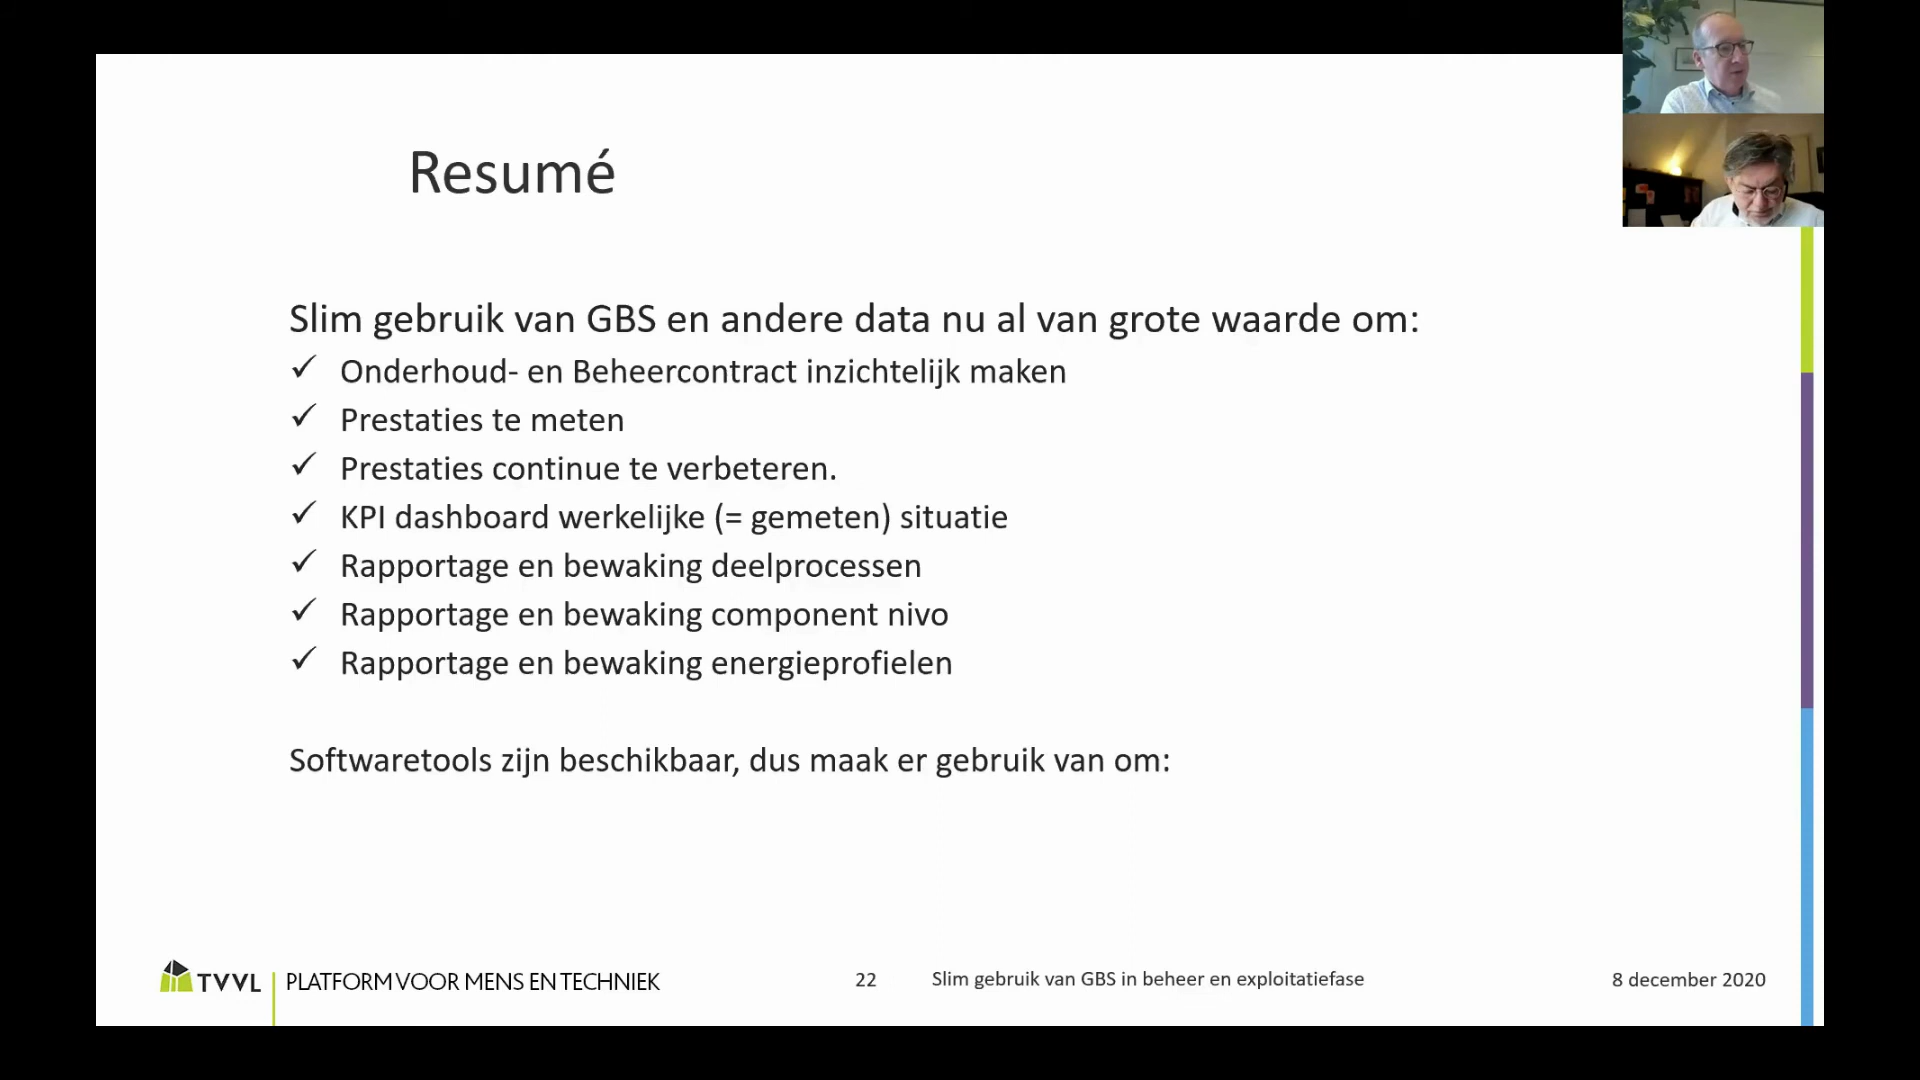 Resumé
Slim gebruik van GBS en andere data nu al van grote waarde om:
✓ Onderhoud- en Beheercontract inzichtelijk maken
✓ Prestaties te meten
✓ Prestaties continue te verbeteren.
✓ KPI dashboard werkelijke (= gemeten) situatie
✓ Rapportage en bewaking deelprocessen
✓ Rapportage en bewaking component nivo
✓ Rapportage en bewaking energieprofielen
Softwaretools zijn beschikbaar, dus maak er gebruik van om:
TVVL PLATFORM VOOR MENS EN TECHNIEK
22
Slim gebruik van GBS in beheer en exploitatiefase
8 december 2020